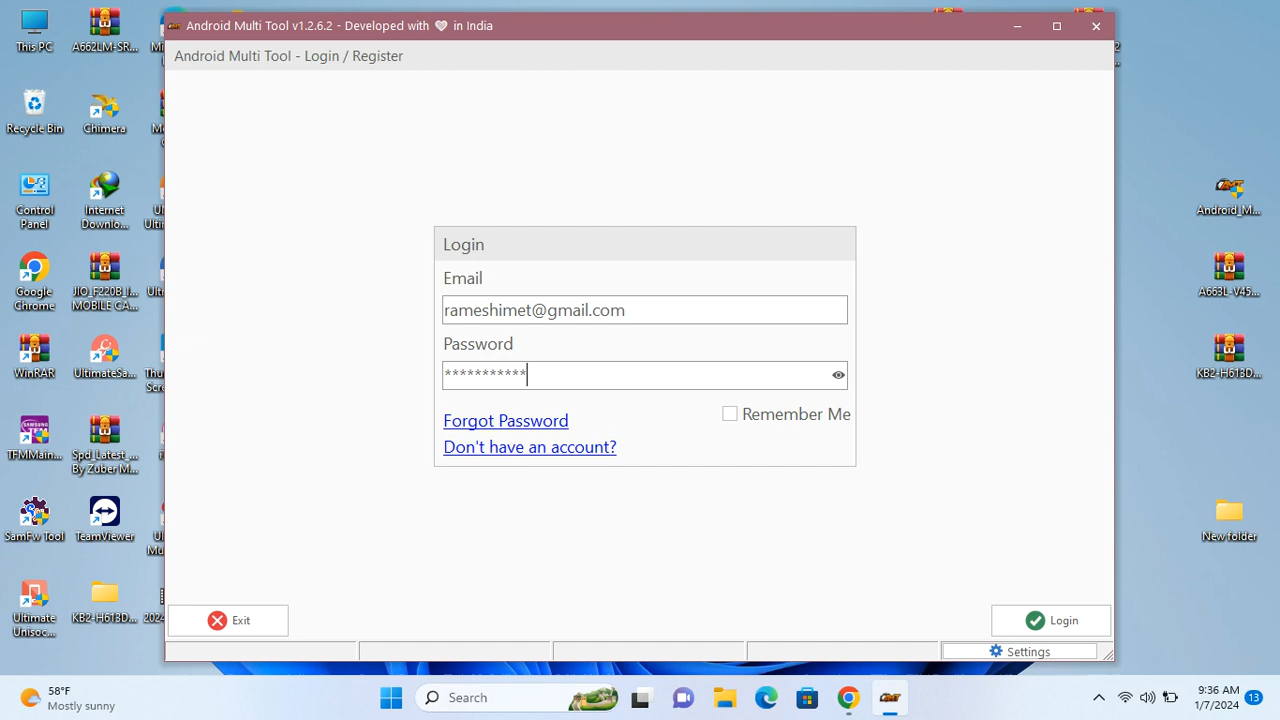 Android Multi Tool v1.2.6.2 - Developed with 🤍 in India
Android Multi Tool - Login / Register
Login
Email
rameshimet@gmail.com
Password
***********
Remember Me
Forgot Password
Don't have an account?
Exit
Login
Settings
This PC
A662LM-SR...
Recycle Bin
Chimera
Control
Panel
Internet
Downlo...
Google
Chrome
JIO_F220B_I...
MOBILE CA...
WinRAR
UltimateSa...
TFMMain...
Spd_Latest_...
By Zuber M...
SamFw Tool
TeamViewer
Ultimate
Unisoc...
KB2-H613D...
Android_M...
A663L-V45...
KB2-H613D...
New folder
58°F
Mostly sunny
Search
9:36 AM
1/7/2024
13